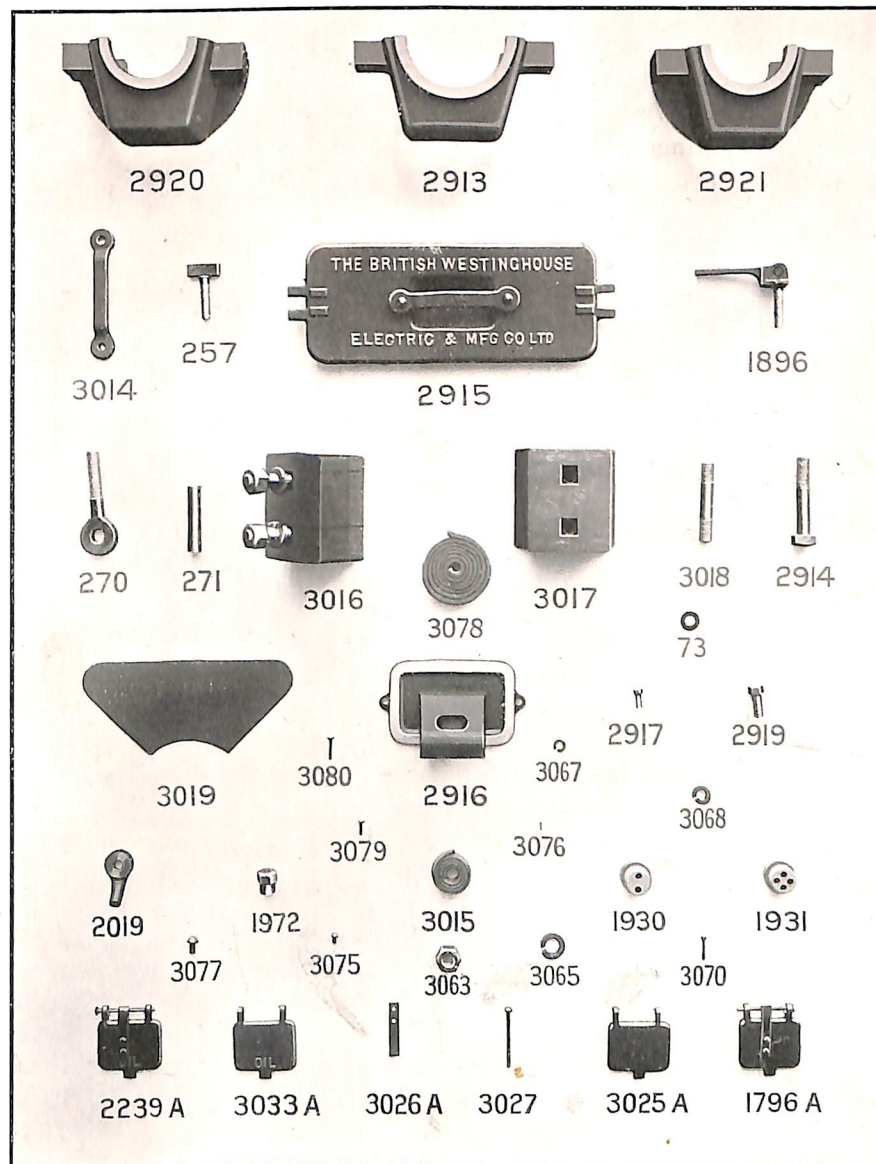 2920 2913 2921
THE BRITISH WESTINGHOUSE
ELECTRIC & MFG CO LTD
3014 257 2915 1896
270 271 3016 3078 3017 3018 2914
73
3019 3080 2916 3067 2917 2919
3068
3079 3076
2019 1972 3015 1930 1931
3077 3075 3063 3065 3070
OIL OIL
2239 A 3033 A 3026 A 3027 3025 A 1796 A